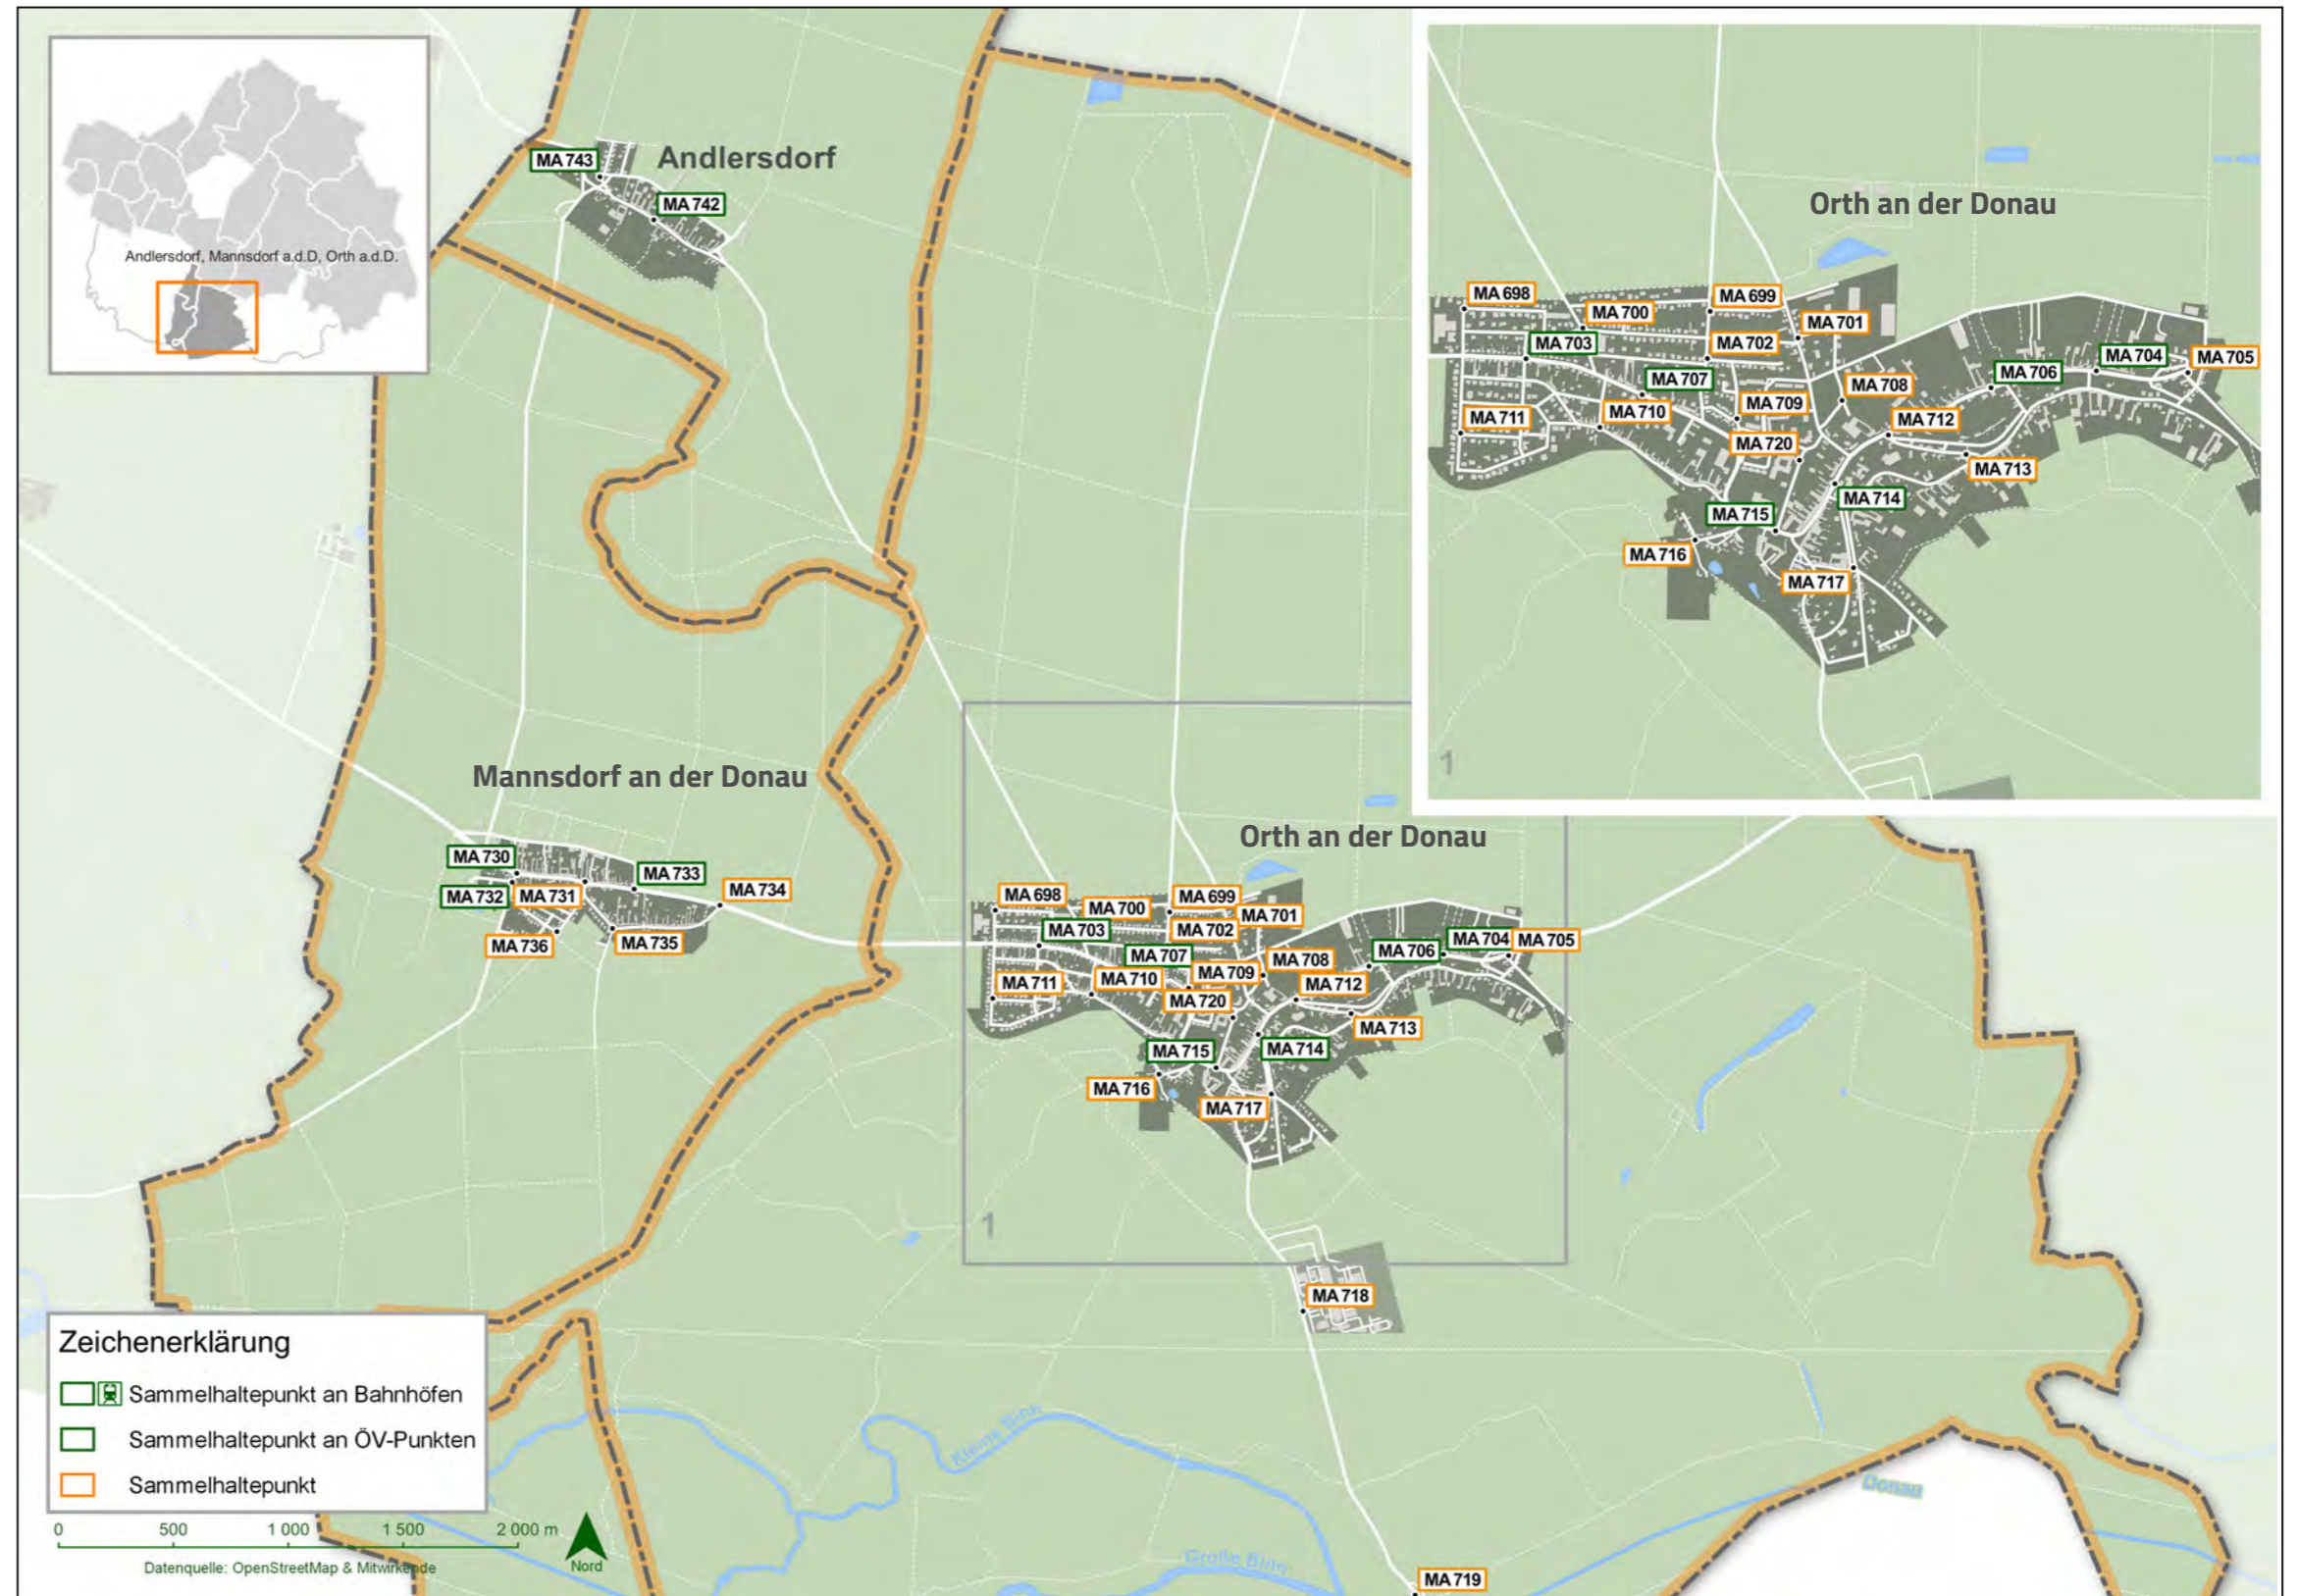 Andlersdorf, Mannsdorf a.d.D, Orth a.d.D.
MA 743
Andlersdorf
MA 742
Mannsdorf an der Donau
MA 730
MA 733
MA 732
MA 731
MA 734
MA 736
MA 735
Orth an der Donau
MA 698
MA 700
MA 699
MA 701
MA 703
MA 702
MA 707
MA 706
MA 704
MA 705
MA 711
MA 710
MA 709
MA 708
MA 712
MA 720
MA 713
MA 715
MA 714
MA 716
MA 717
1
MA 718
MA 719
Orth an der Donau
MA 698
MA 699
MA 700
MA 701
MA 703
MA 702
MA 704
MA 705
MA 707
MA 706
MA 708
MA 711
MA 710
MA 709
MA 712
MA 720
MA 713
MA 714
MA 715
MA 716
MA 717
1
Kleine Binn
Große Binn
Donau
Zeichenerklärung
Sammelhaltepunkt an Bahnhöfen
Sammelhaltepunkt an ÖV-Punkten
Sammelhaltepunkt
0 500 1 000 1 500 2 000 m
Datenquelle: OpenStreetMap & Mitwirkende
Nord